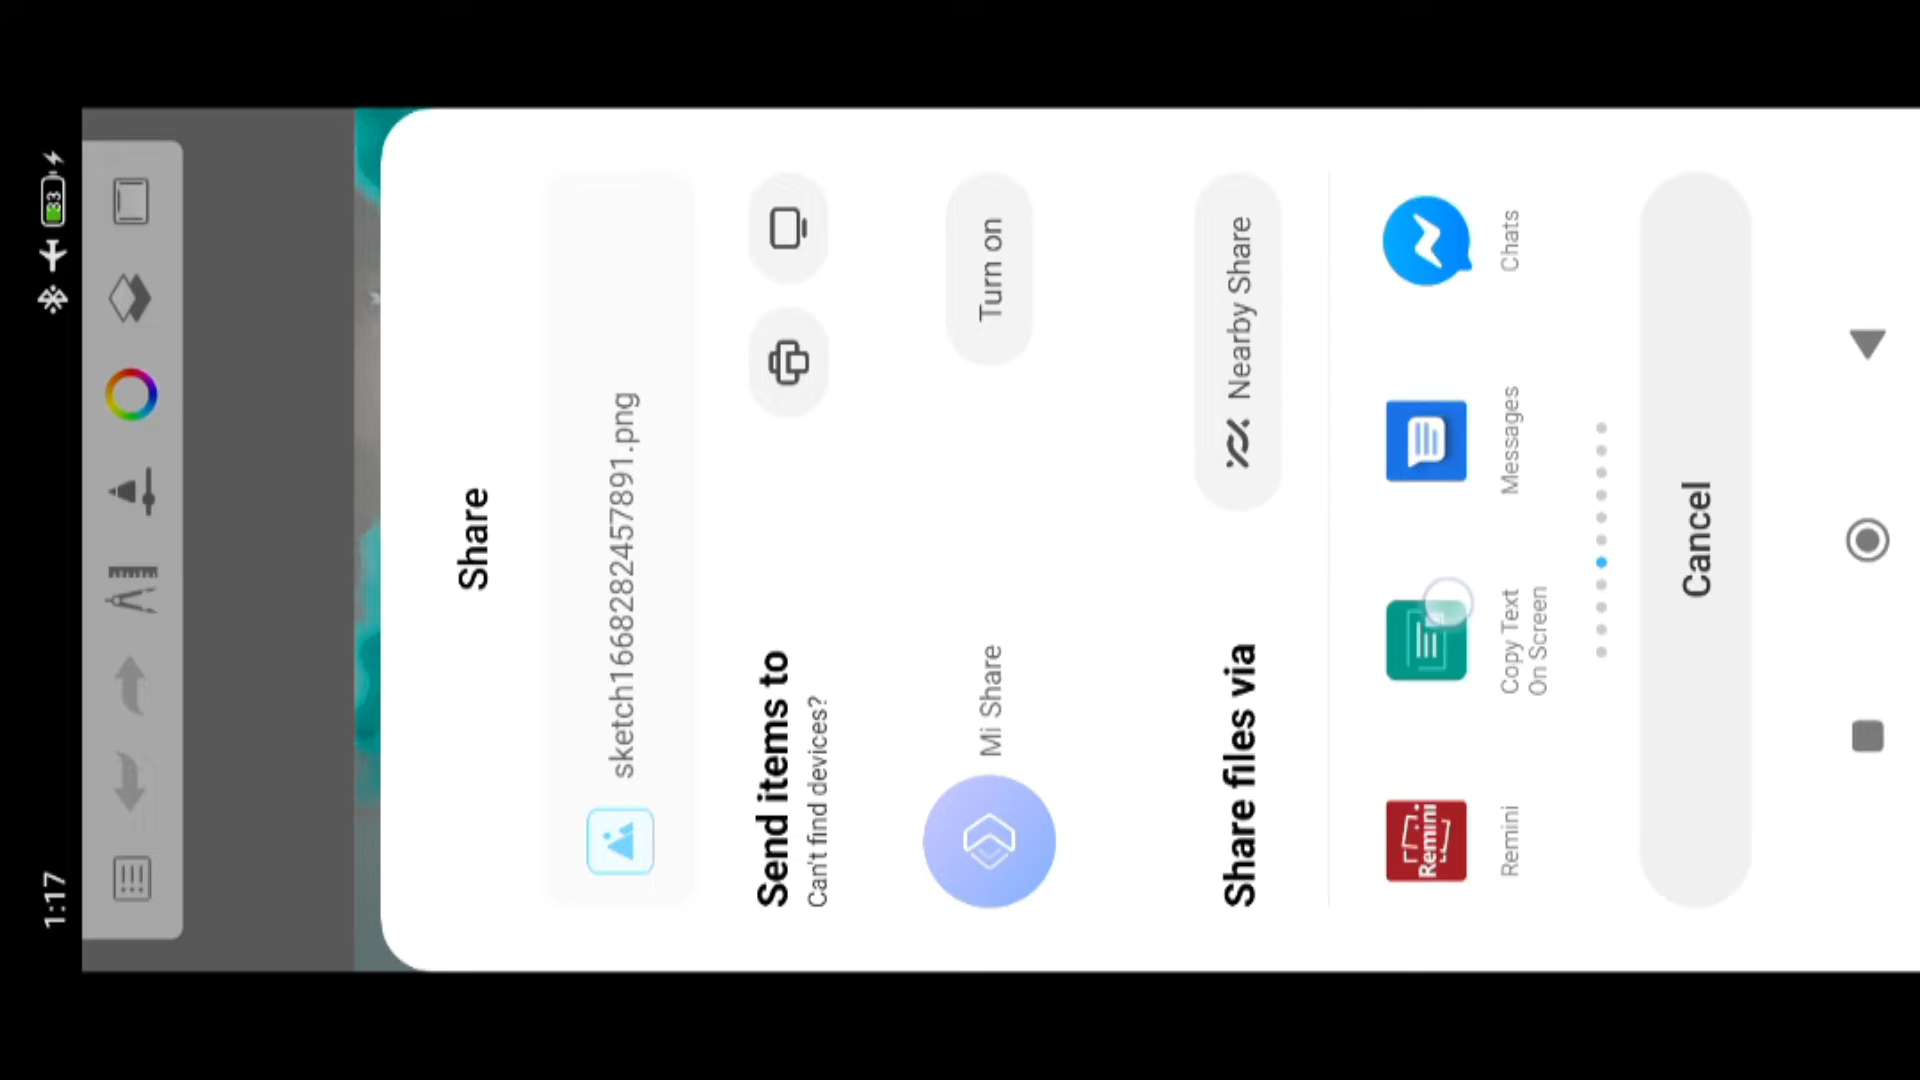 1:17
83
Share
sketch1668282457891.png
Send items to
Can't find devices?
Mi Share
Turn on
Share files via
Nearby Share
Remini
Remini
Copy Text
On Screen
Messages
Chats
Cancel